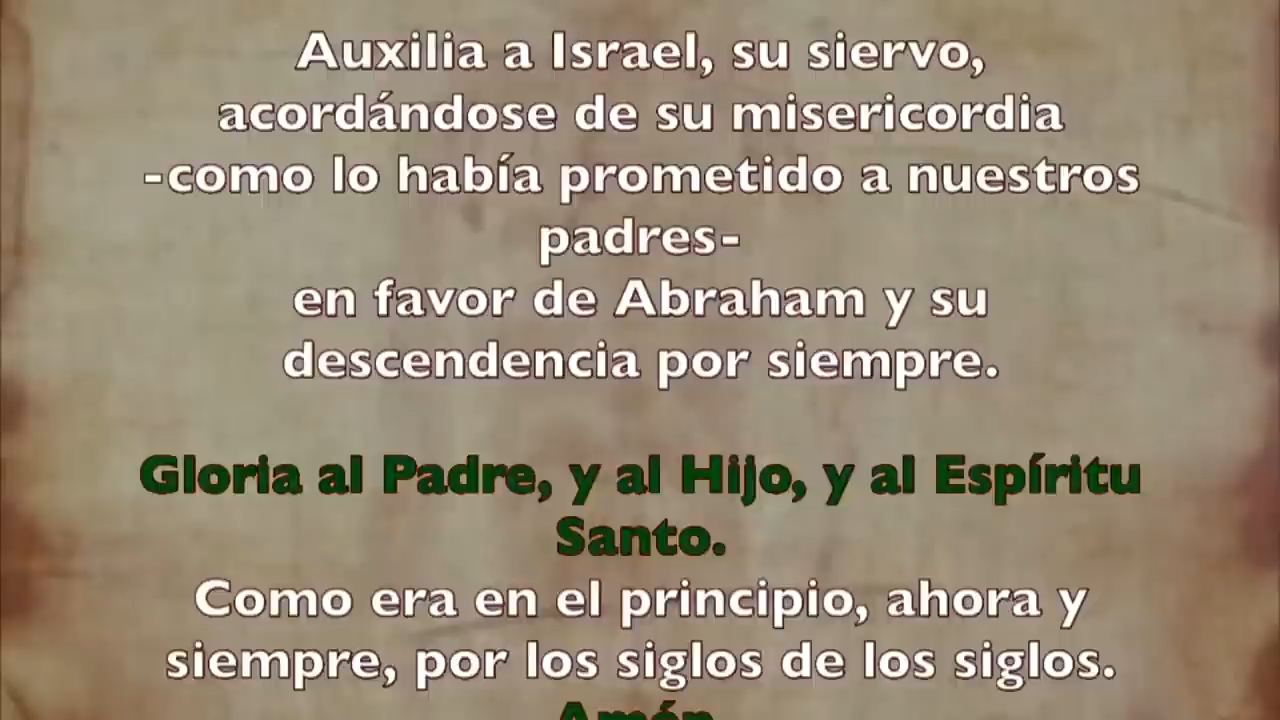 Auxilia a Israel, su siervo,
acordándose de su misericordia
-como lo había prometido a nuestros
padres-
en favor de Abraham y su
descendencia por siempre.
Gloria al Padre, y al Hijo, y al Espíritu
Santo.
Como era en el principio, ahora y
siempre, por los siglos de los siglos.
Amén.